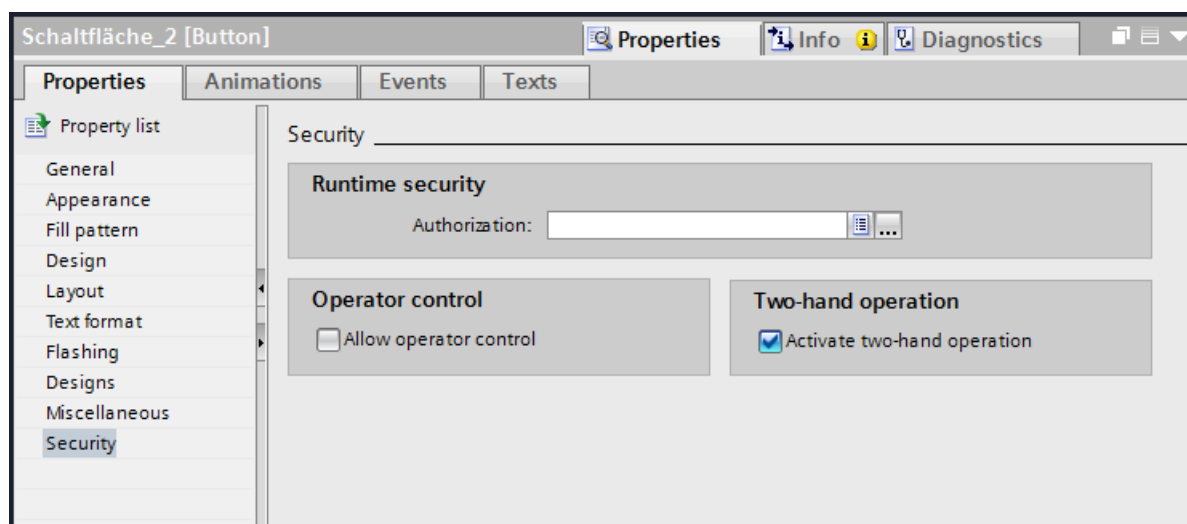 Schaltfläche_2 [Button]
Properties
Info
Diagnostics
Properties
Animations
Events
Texts
Property list
General
Appearance
Fill pattern
Design
Layout
Text format
Flashing
Designs
Miscellaneous
Security
Security
Runtime security
Authorization:
...
Operator control
Allow operator control
Two-hand operation
Activate two-hand operation